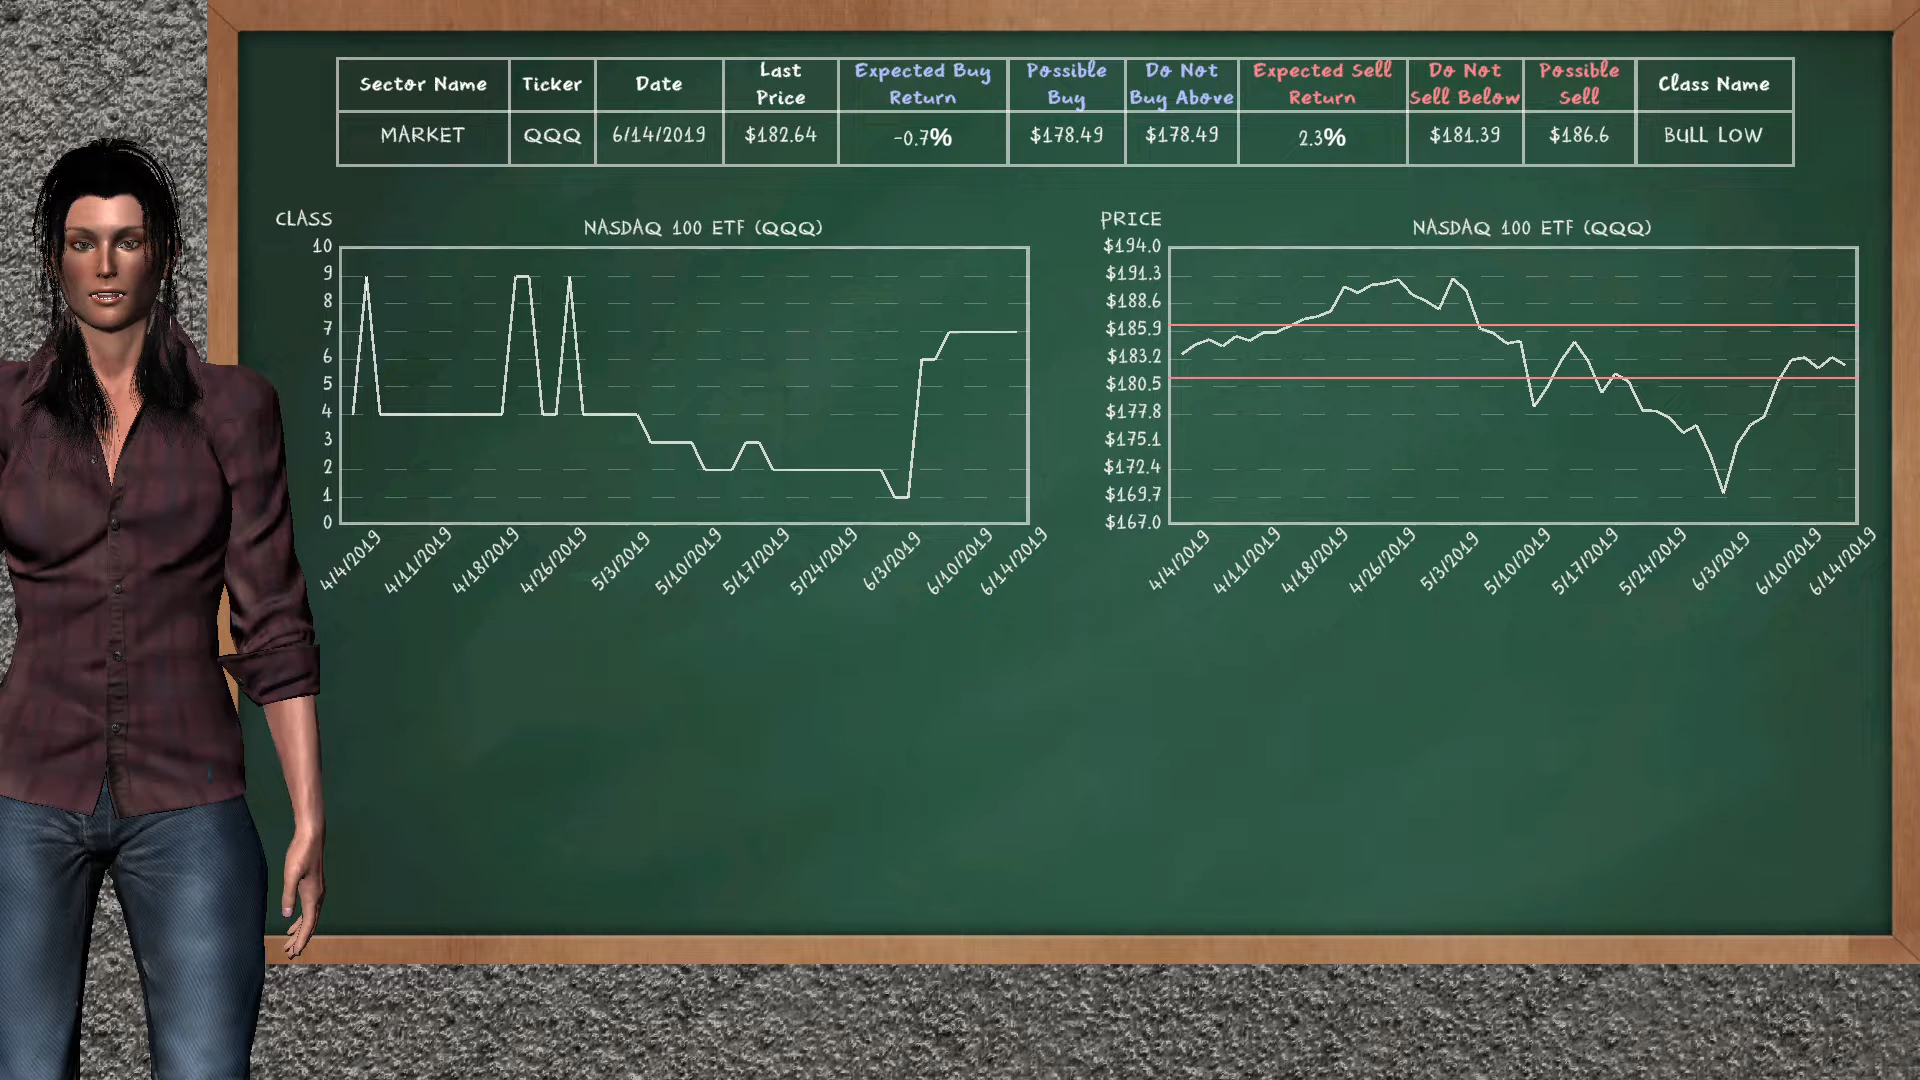 Sector Name Ticker Date Last Price Expected Buy Return Possible Buy Do Not Buy Above Expected Sell Return Do Not Sell Below Possible Sell Class Name
MARKET QQQ 6/14/2019 $182.64 -0.7% $178.49 $178.49 2.3% $181.39 $186.6 BULL LOW
CLASS
NASDAQ 100 ETF (QQQ)
10
9
8
7
6
5
4
3
2
1
0
4/4/2019 4/11/2019 4/18/2019 4/26/2019 5/3/2019 5/10/2019 5/17/2019 5/24/2019 6/3/2019 6/10/2019 6/14/2019
PRICE
NASDAQ 100 ETF (QQQ)
$194.0
$191.3
$188.6
$185.9
$183.2
$180.5
$177.8
$175.1
$172.4
$169.7
$167.0
4/4/2019 4/11/2019 4/18/2019 4/26/2019 5/3/2019 5/10/2019 5/17/2019 5/24/2019 6/3/2019 6/10/2019 6/14/2019